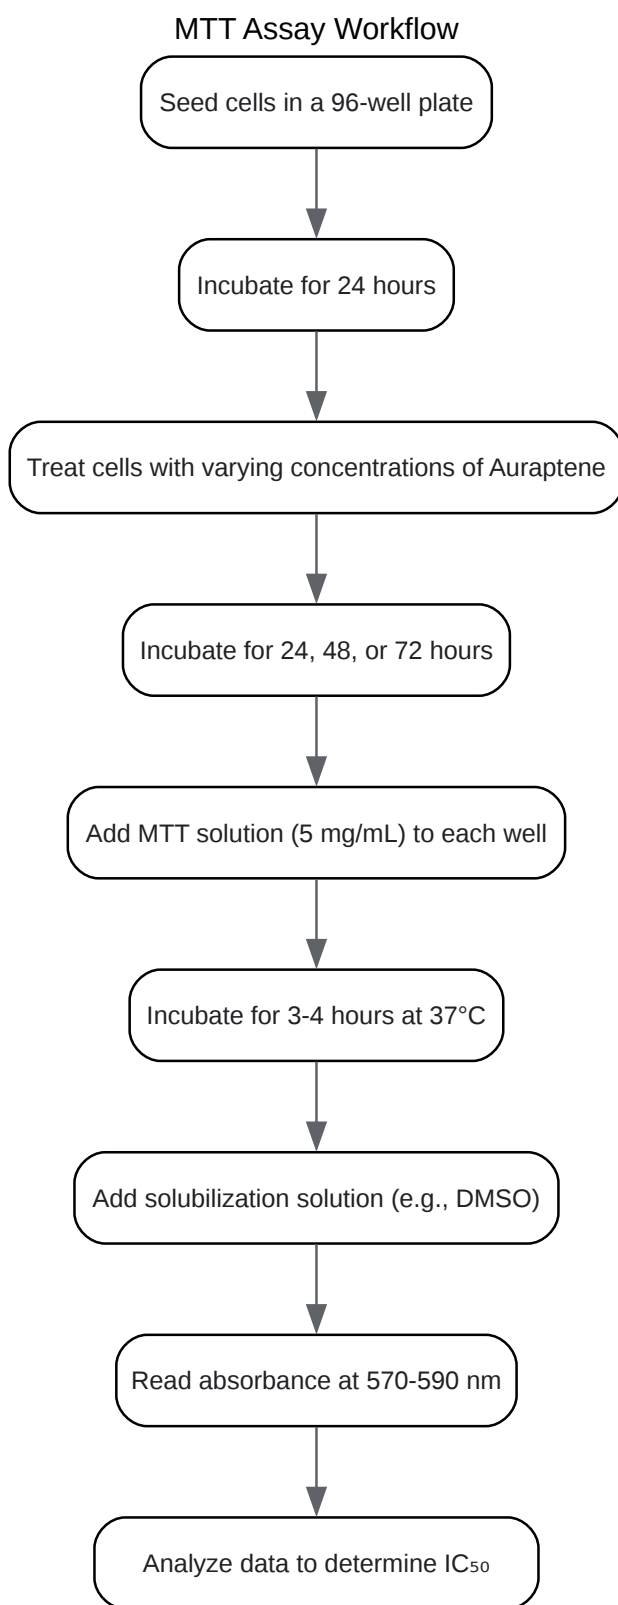 MTT Assay Workflow
Seed cells in a 96-well plate
Incubate for 24 hours
Treat cells with varying concentrations of Auraptene
Incubate for 24, 48, or 72 hours
Add MTT solution (5 mg/mL) to each well
Incubate for 3-4 hours at 37°C
Add solubilization solution (e.g., DMSO)
Read absorbance at 570-590 nm
Analyze data to determine IC₅₀